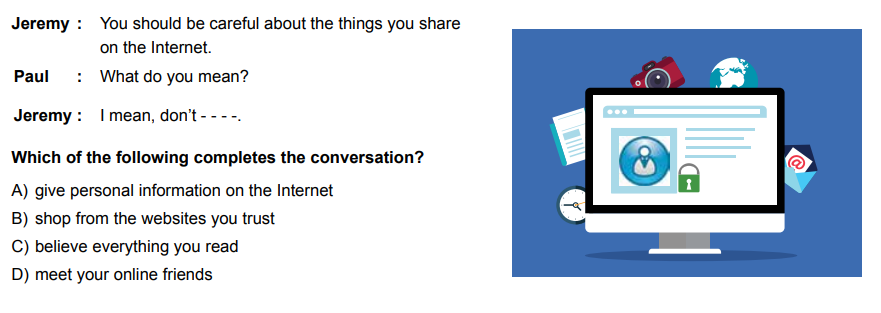 Jeremy : You should be careful about the things you share
on the Internet.
Paul : What do you mean?
Jeremy : I mean, don't - - - -.
Which of the following completes the conversation?
A) give personal information on the Internet
B) shop from the websites you trust
C) believe everything you read
D) meet your online friends
@